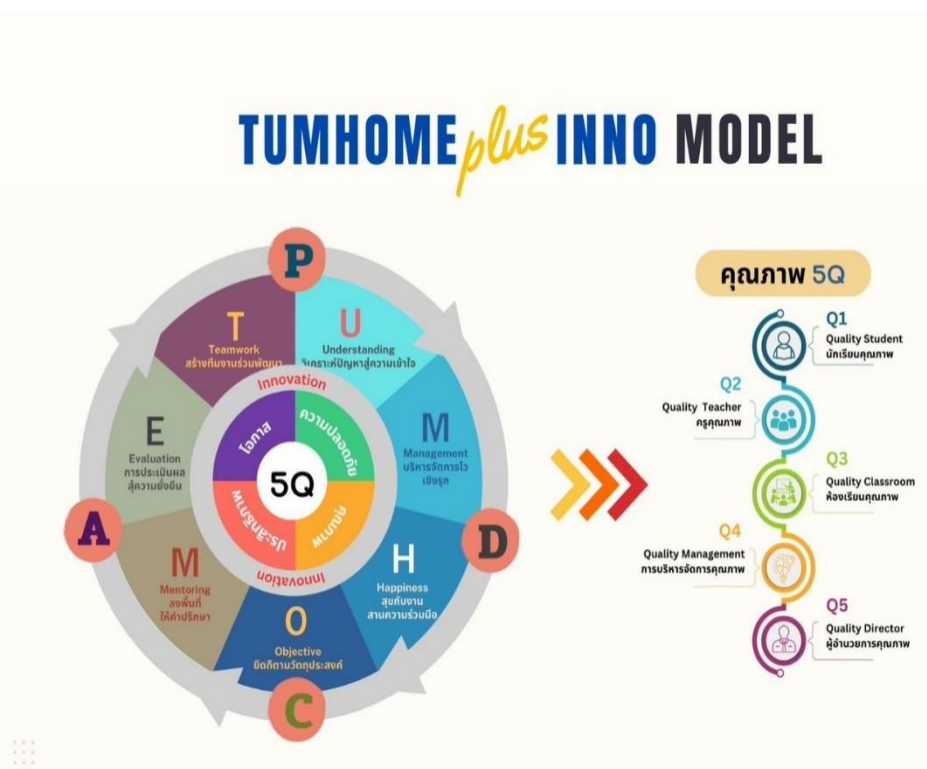 TUMHOME plus INNO MODEL
P
T
Teamwork
สร้างทีมงานร่วมพัฒนา
U
Understanding
วิเคราะห์ปัญหาสู่ความเข้าใจ
M
Management
บริหารจัดการไว
เชิงรุก
D
H
Happiness
สุขกับงาน
สานความร่วมมือ
O
Objective
ยึดก็ตามวัตถุประสงค์
C
M
Mentoring
ลงพื้นที่
ให้คำปรึกษา
A
E
Evaluation
การประเมินผล
สู่ความยั่งยืน
Innovation
โอกาส
ความปลอดภัย
5Q
ประสิทธิภาพ
คุณภาพ
Innovation
คุณภาพ 5Q
Q1
Quality Student
นักเรียนคุณภาพ
Q2
Quality Teacher
ครูคุณภาพ
Q3
Quality Classroom
ห้องเรียนคุณภาพ
Q4
Quality Management
การบริหารจัดการคุณภาพ
Q5
Quality Director
ผู้อำนวยการคุณภาพ